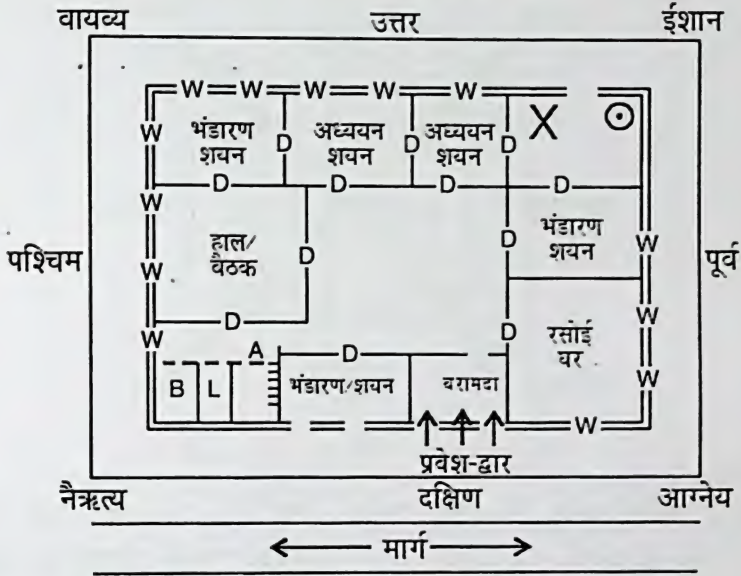 वायव्य उत्तर ईशान
W W W W W
W भंडारण अध्ययन अध्ययन X
शयन D शयन D शयन D
D D D D
W
हाल/ भंडारण
पश्चिम W बैठक D D शयन W पूर्व
D D रसोई W
W A D घर
B L भंडारण/शयन बरामदा W
W
प्रवेश-द्वार
नैऋत्य दक्षिण आग्नेय
मार्ग